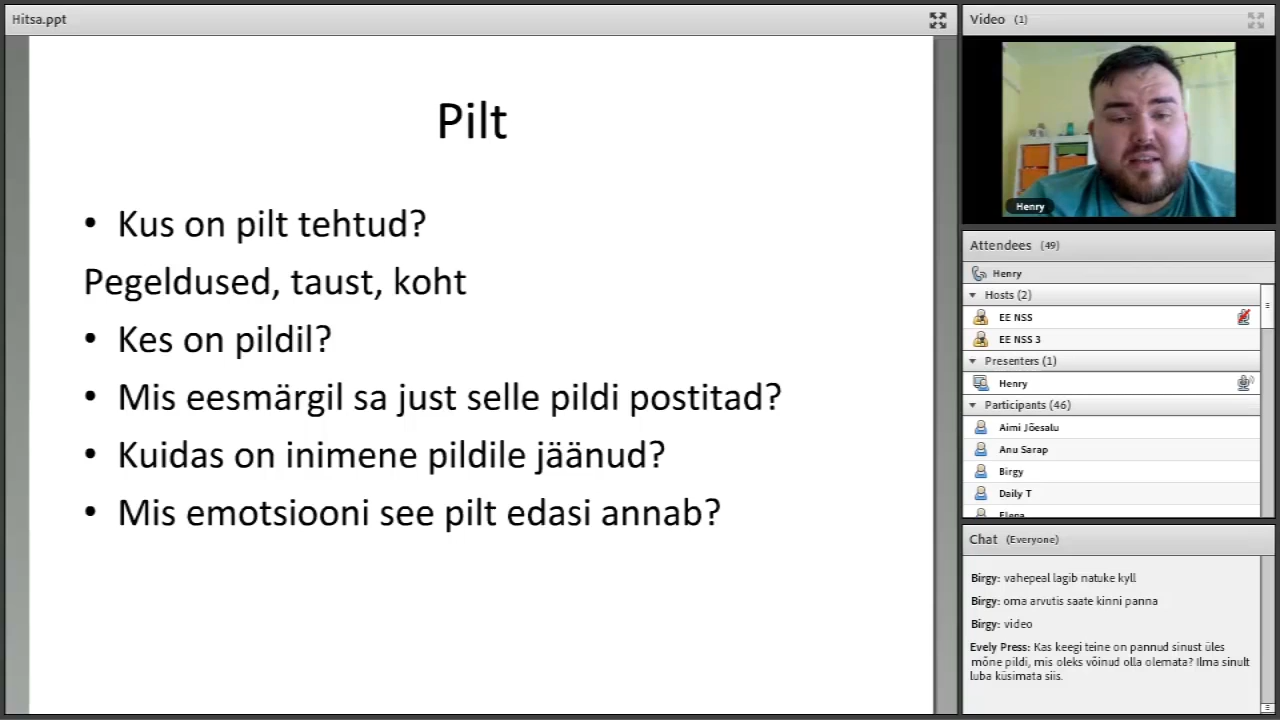 Hitsa.ppt
Pilt
• Kus on pilt tehtud?
Pegeldused, taust, koht
• Kes on pildil?
• Mis eesmärgil sa just selle pildi postitad?
• Kuidas on inimene pildile jäänud?
• Mis emotsiooni see pilt edasi annab?
Video (1)
Henry
Attendees (49)
Henry
Hosts (2)
EE NSS
EE NSS 3
Presenters (1)
Henry
Participants (46)
Aimi Jõesalu
Anu Sarap
Birgy
Daily T
Elena
Chat (Everyone)
Birgy: vahepeal lagib natuke kyll
Birgy: oma arvutis saate kinni panna
Birgy: video
Evely Press: Kas keegi teine on pannud sinust üles
mõne pildi, mis oleks võinud olla olemata? Ilma sinult
luba küsimata siis.